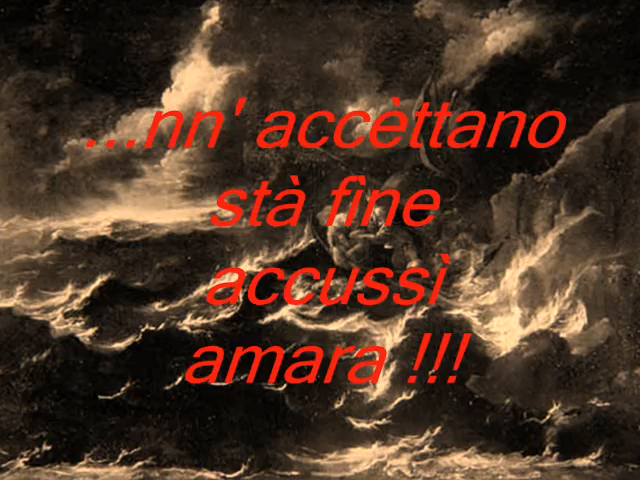 ...nn' accèttano
stà fine
accussì
amara !!!